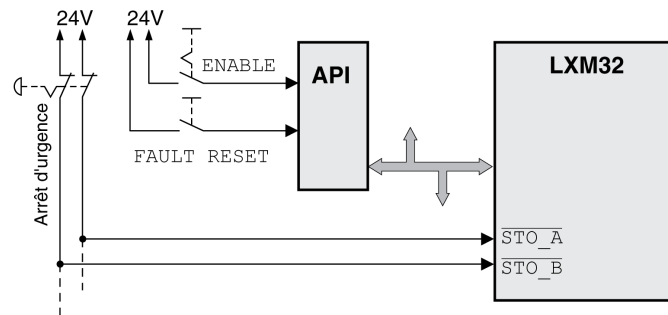 24V
24V
ENABLE
API
LXM32
FAULT RESET
Arrêt d'urgence
STO_A
STO_B